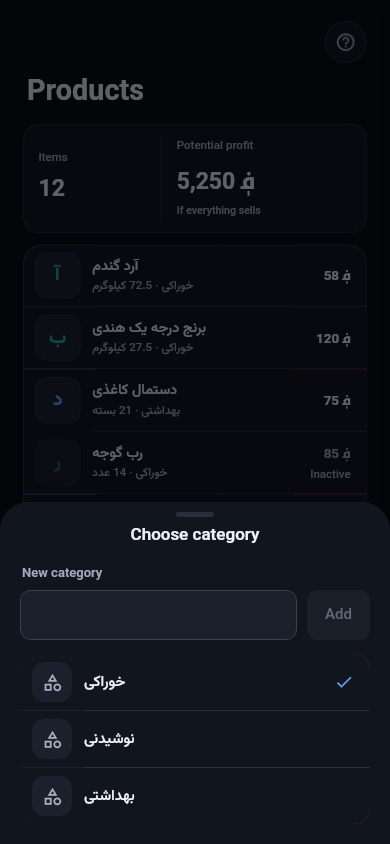 Products
Items
12
Potential profit
5,250 ؋
If everything sells
آ
آرد گندم
خوراکی · 72.5 کیلوگرم
58 ؋
ب
برنج درجه یک هندی
خوراکی · 27.5 کیلوگرم
120 ؋
د
دستمال کاغذی
بهداشتی · 21 بسته
75 ؋
ر
رب گوجه
خوراکی · 14 عدد
85 ؋
Inactive
Choose category
New category
Add
خوراکی
نوشیدنی
بهداشتی